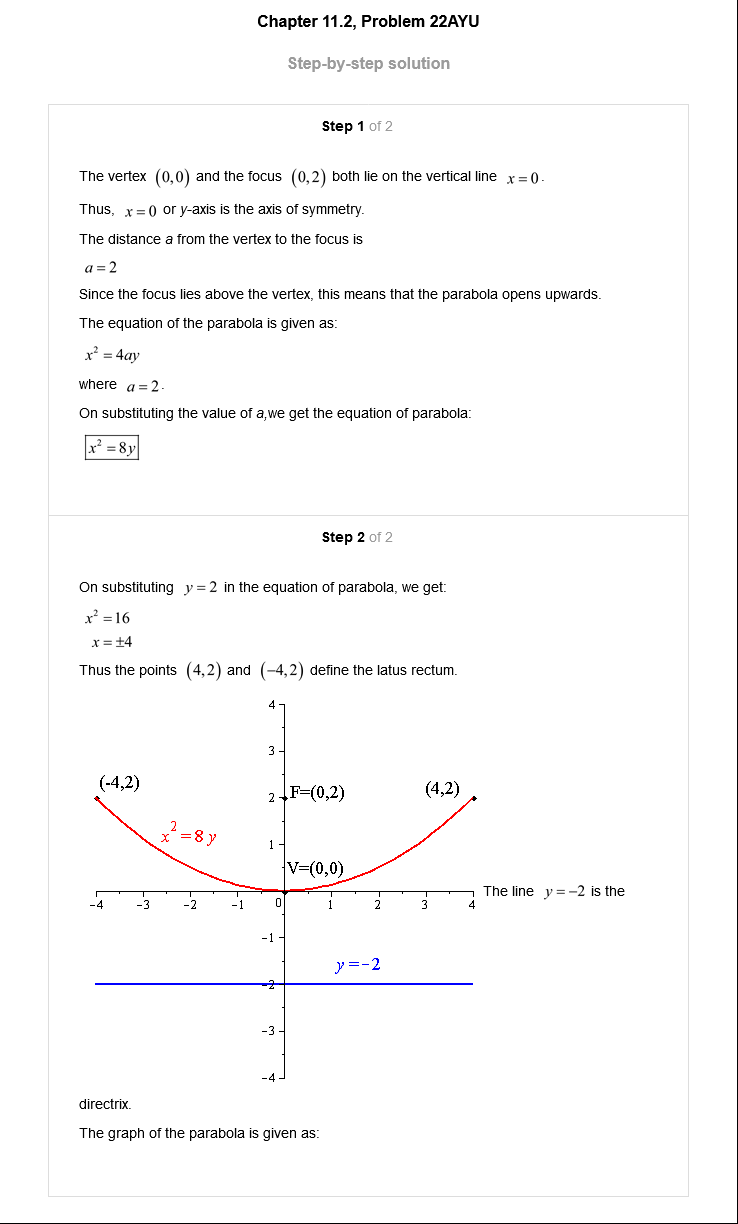 Chapter 11.2, Problem 22AYU
Step-by-step solution
Step 1 of 2
The vertex (0,0) and the focus (0,2) both lie on the vertical line x = 0.
Thus, x = 0 or y-axis is the axis of symmetry.
The distance a from the vertex to the focus is
a = 2
Since the focus lies above the vertex, this means that the parabola opens upwards.
The equation of the parabola is given as:
x² = 4ay
where a = 2.
On substituting the value of a,we get the equation of parabola:
x² = 8y
Step 2 of 2
On substituting y = 2 in the equation of parabola, we get:
x² = 16
x = ±4
Thus the points (4,2) and (−4,2) define the latus rectum.
4
3
(-4,2)
2 F=(0,2) (4,2)
x² = 8 y
1
V=(0,0)
−4 −3 −2 −1 0 1 2 3 4 The line y = −2 is the
−1
y = −2
−2
−3
−4
directrix.
The graph of the parabola is given as: